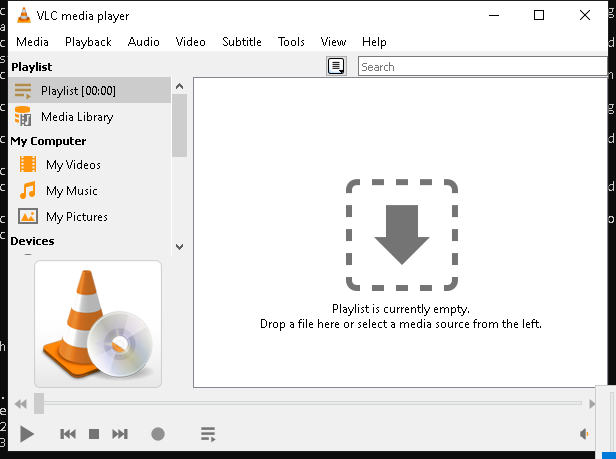 VLC media player
Media Playback Audio Video Subtitle Tools View Help
Playlist
Search
Playlist [00:00]
Media Library
My Computer
My Videos
My Music
My Pictures
Devices
Playlist is currently empty.
Drop a file here or select a media source from the left.